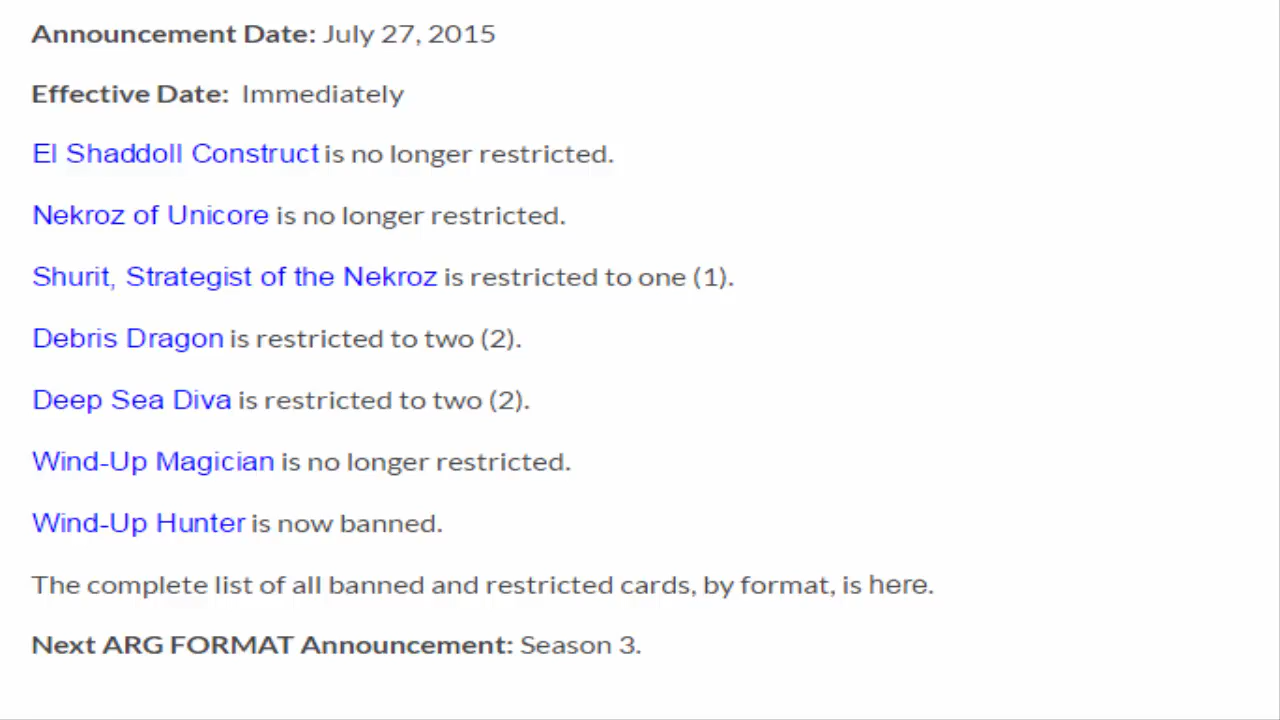 Announcement Date: July 27, 2015
Effective Date: Immediately
El Shaddoll Construct is no longer restricted.
Nekroz of Unicore is no longer restricted.
Shurit, Strategist of the Nekroz is restricted to one (1).
Debris Dragon is restricted to two (2).
Deep Sea Diva is restricted to two (2).
Wind-Up Magician is no longer restricted.
Wind-Up Hunter is now banned.
The complete list of all banned and restricted cards, by format, is here.
Next ARG FORMAT Announcement: Season 3.